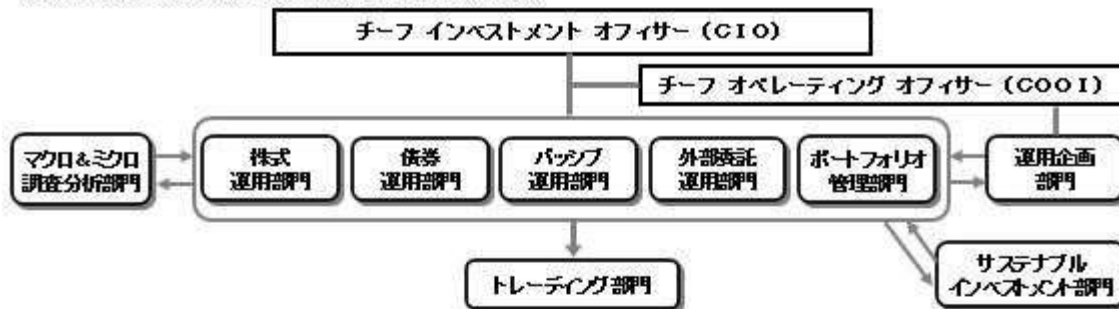 チーフ インベストメント オフィサー (CIO)
チーフ オペレーティング オフィサー (COOI)
マクロ&ミクロ
調査分析部門
株式
運用部門
債券
運用部門
パッシブ
運用部門
外部委託
運用部門
ポートフォリオ
管理部門
運用企画
部門
トレーディング部門
サステナブル
インベストメント部門